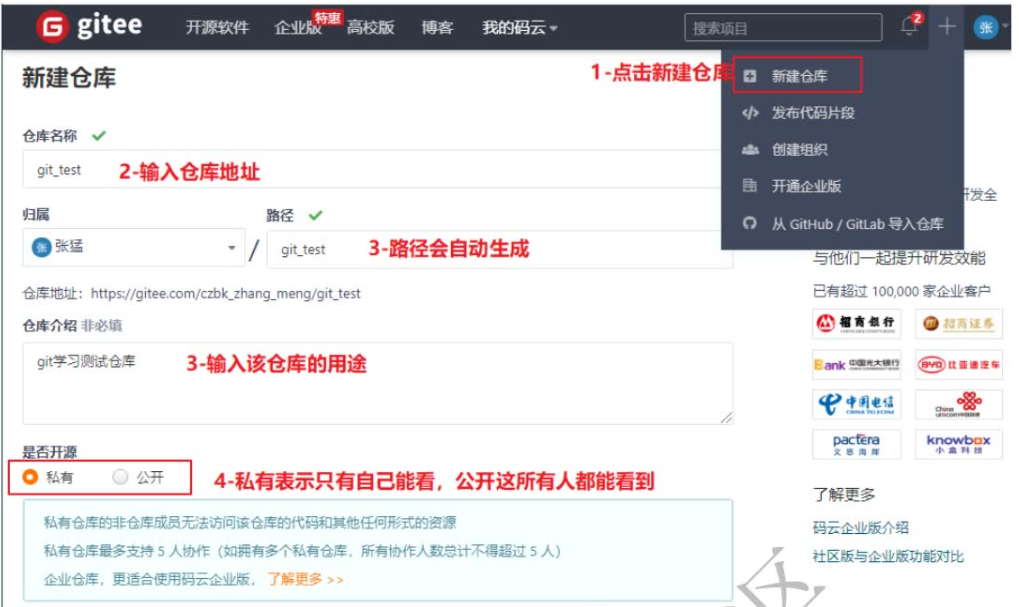 gitee 开源软件 企业版 特惠 高校版 博客 我的码云 搜索项目 2 张
1-点击新建仓库
新建仓库
发布代码片段
创建组织
开通企业版
从 GitHub / GitLab 导入仓库
新建仓库
仓库名称
git_test
2-输入仓库地址
归属
路径
张 张猛
/
git_test
3-路径会自动生成
仓库地址：https://gitee.com/czbk_zhang_meng/git_test
仓库介绍 非必填
git学习测试仓库
3-输入该仓库的用途
是否开源
私有
公开
4-私有表示只有自己能看，公开这所有人都能看到
私有仓库的非仓库成员无法访问该仓库的代码和其他任何形式的资源
私有仓库最多支持 5 人协作（如拥有多个私有仓库，所有协作人数总计不得超过 5 人）
企业仓库，更适合使用码云企业版，了解更多 >>
研发全
与他们一起提升研发效能
已有超过 100,000 家企业客户
招商银行
招商证券
Bank 中国光大银行
BYD 比亚迪汽车
中国电信
CHINA TELECOM
China
unicom中国联通
pactera
文思海辉
knowbox
小盒科技
了解更多
码云企业版介绍
社区版与企业版功能对比